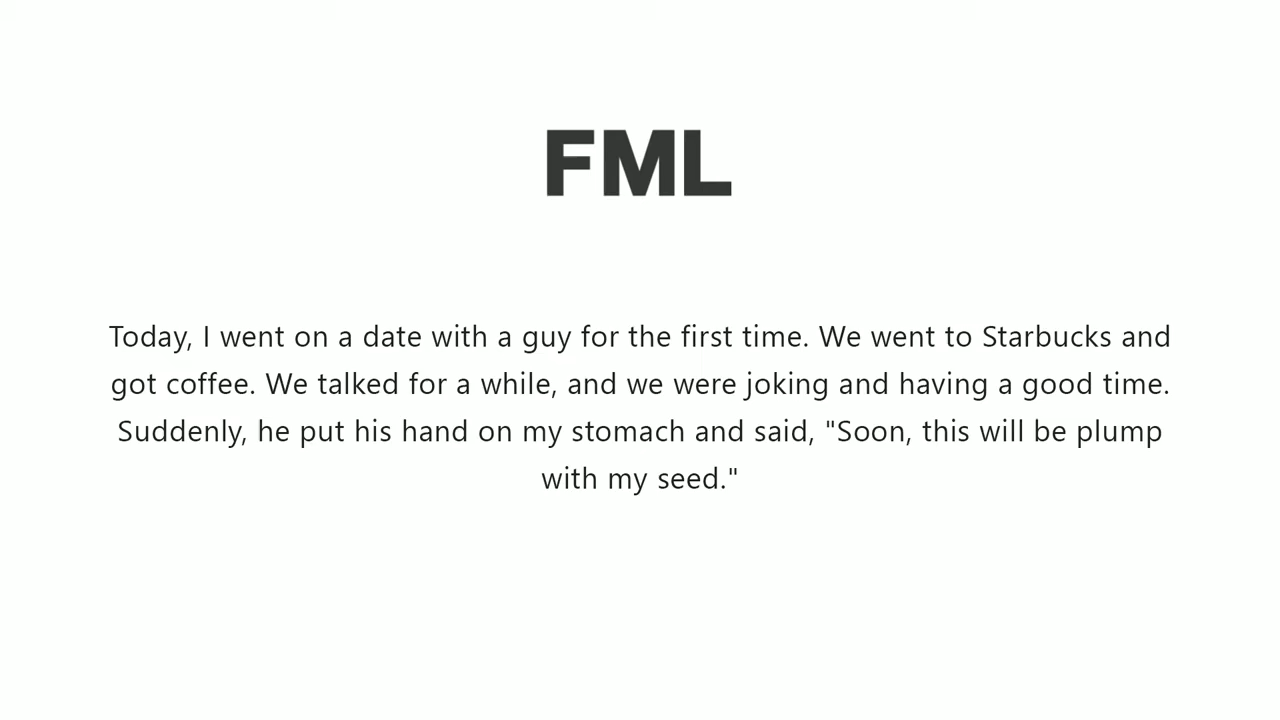 FML
Today, I went on a date with a guy for the first time. We went to Starbucks and
got coffee. We talked for a while, and we were joking and having a good time.
Suddenly, he put his hand on my stomach and said, "Soon, this will be plump
with my seed."